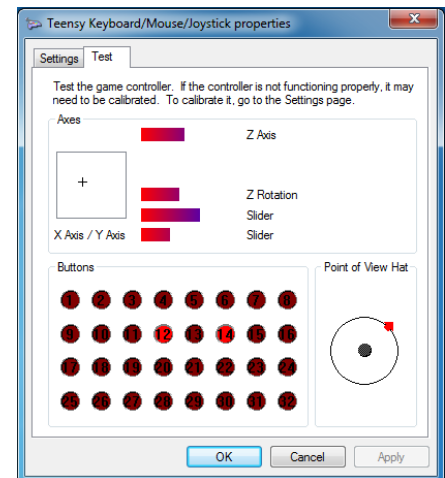 Teensy Keyboard/Mouse/Joystick properties
Settings Test
Test the game controller. If the controller is not functioning properly, it may
need to be calibrated. To calibrate it, go to the Settings page.
Axes
Z Axis
Z Rotation
Slider
X Axis / Y Axis Slider
Buttons
1 2 3 4 5 6 7 8
9 10 11 12 13 14 15 16
17 18 19 20 21 22 23 24
25 26 27 28 29 30 31 32
Point of View Hat
OK Cancel Apply